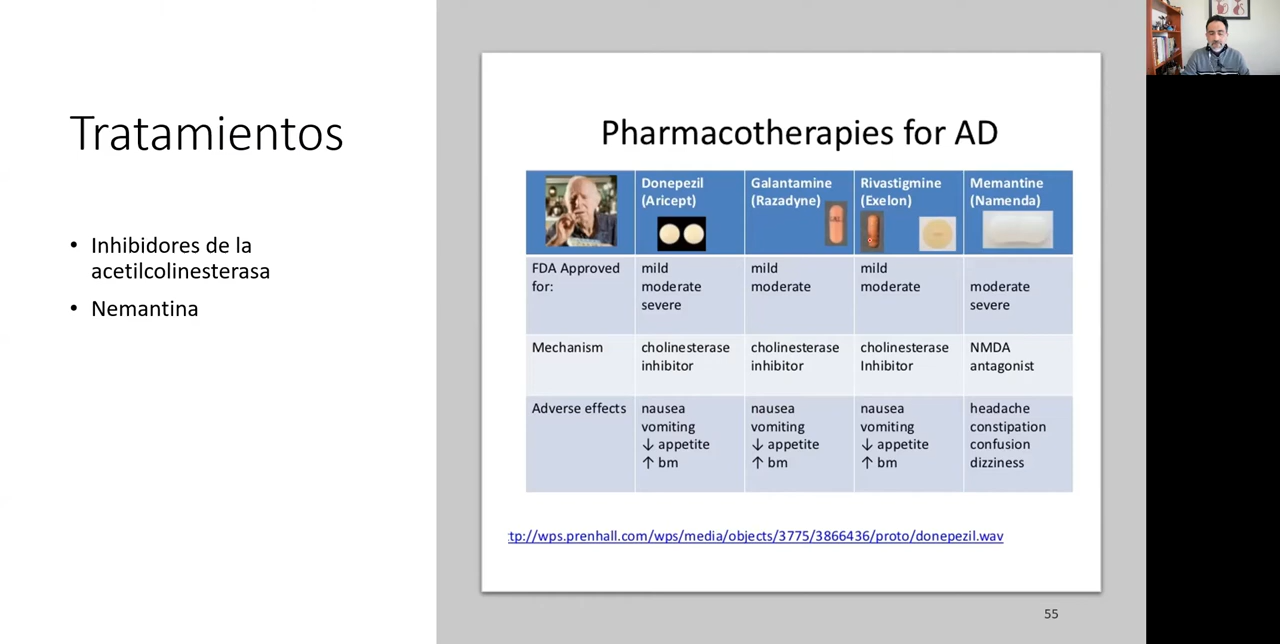 Tratamientos
• Inhibidores de la
acetilcolinesterasa
• Nemantina
Pharmacotherapies for AD
Donepezil
(Aricept)
Galantamine
(Razadyne)
Rivastigmine
(Exelon)
Memantine
(Namenda)
FDA Approved
for:
mild
moderate
severe
mild
moderate
mild
moderate
moderate
severe
Mechanism
cholinesterase
inhibitor
cholinesterase
inhibitor
cholinesterase
Inhibitor
NMDA
antagonist
Adverse effects
nausea
vomiting
↓ appetite
↑ bm
nausea
vomiting
↓ appetite
↑ bm
nausea
vomiting
↓ appetite
↑ bm
headache
constipation
confusion
dizziness
tp://wps.prenhall.com/wps/media/objects/3775/3866436/proto/donepezil.wav
55